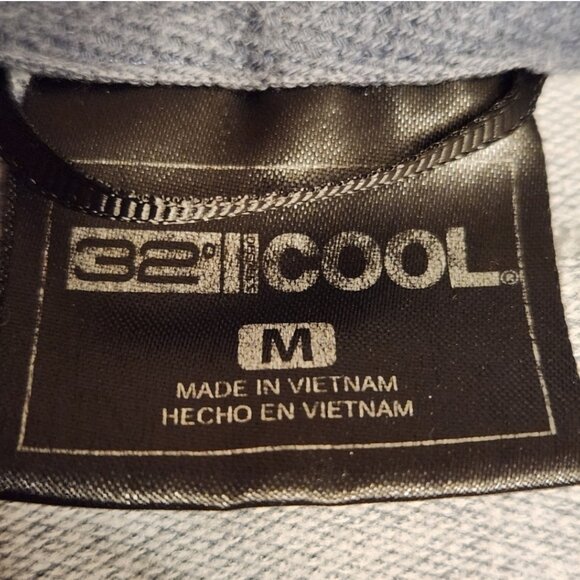 32° COOL®
M
MADE IN VIETNAM
HECHO EN VIETNAM